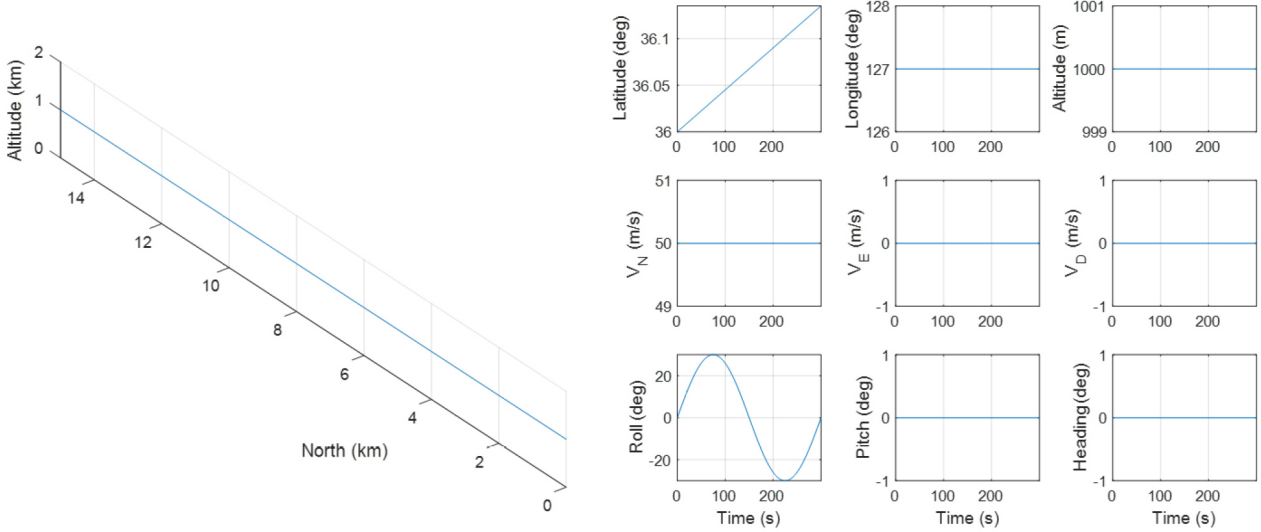 2
1
0
Altitude (km)
14
12
10
8
6
4
2
0
North (km)
36.1
36.05
36
Latitude (deg)
0 100 200
128
127
126
Longitude (deg)
0 100 200
1001
1000
999
Altitude (m)
0 100 200
51
50
49
V_N (m/s)
0 100 200
1
0
-1
V_E (m/s)
0 100 200
1
0
-1
V_D (m/s)
0 100 200
20
0
-20
Roll (deg)
0 100 200
Time (s)
1
0
-1
Pitch (deg)
0 100 200
Time (s)
1
0
-1
Heading (deg)
0 100 200
Time (s)